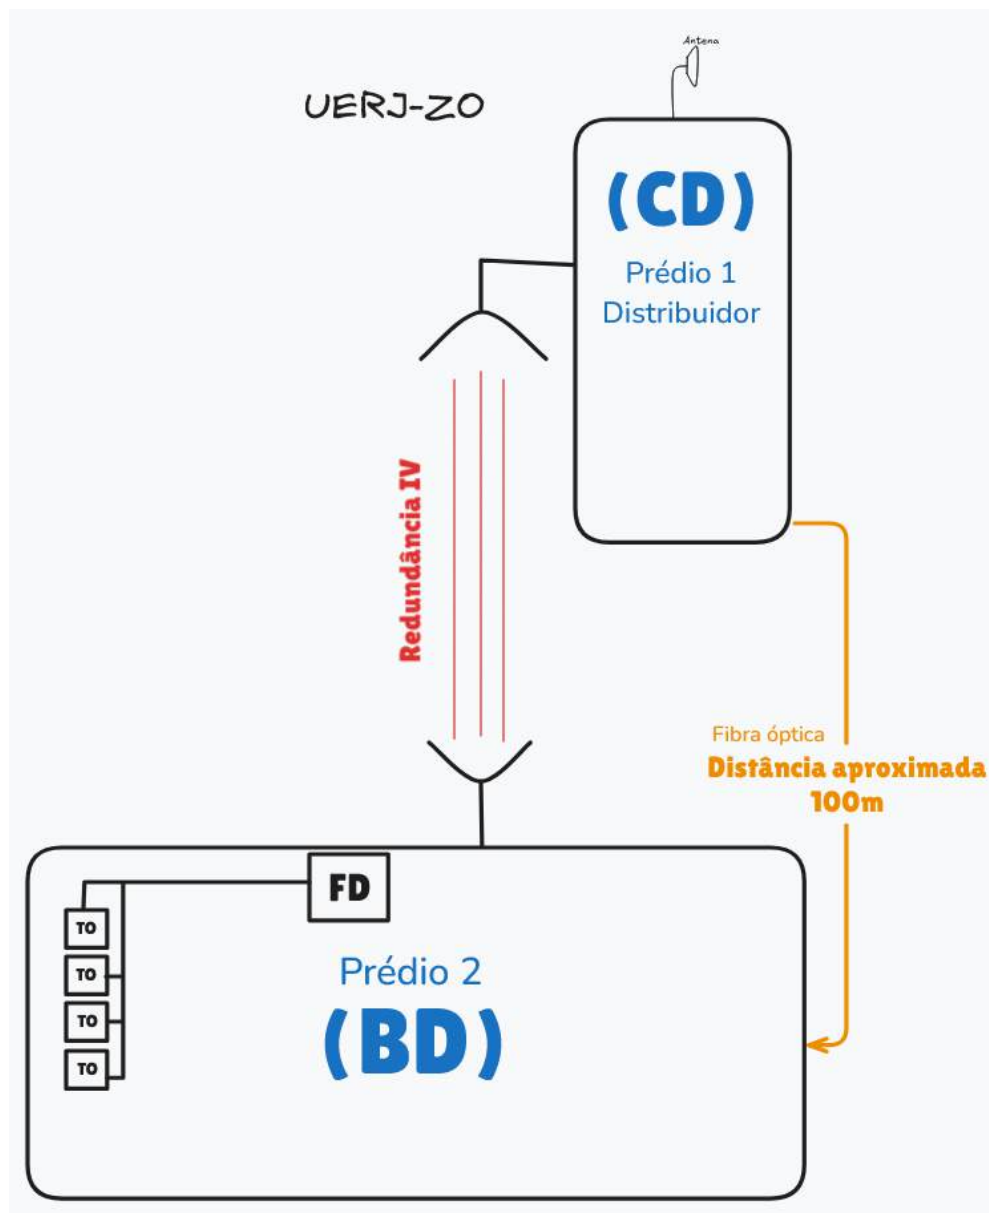 Antena
UERJ-ZO
(CD)
Prédio 1
Distribuidor
Redundância IV
Fibra óptica
Distância aproximada
100m
FD
TO
TO
TO
TO
Prédio 2
(BD)